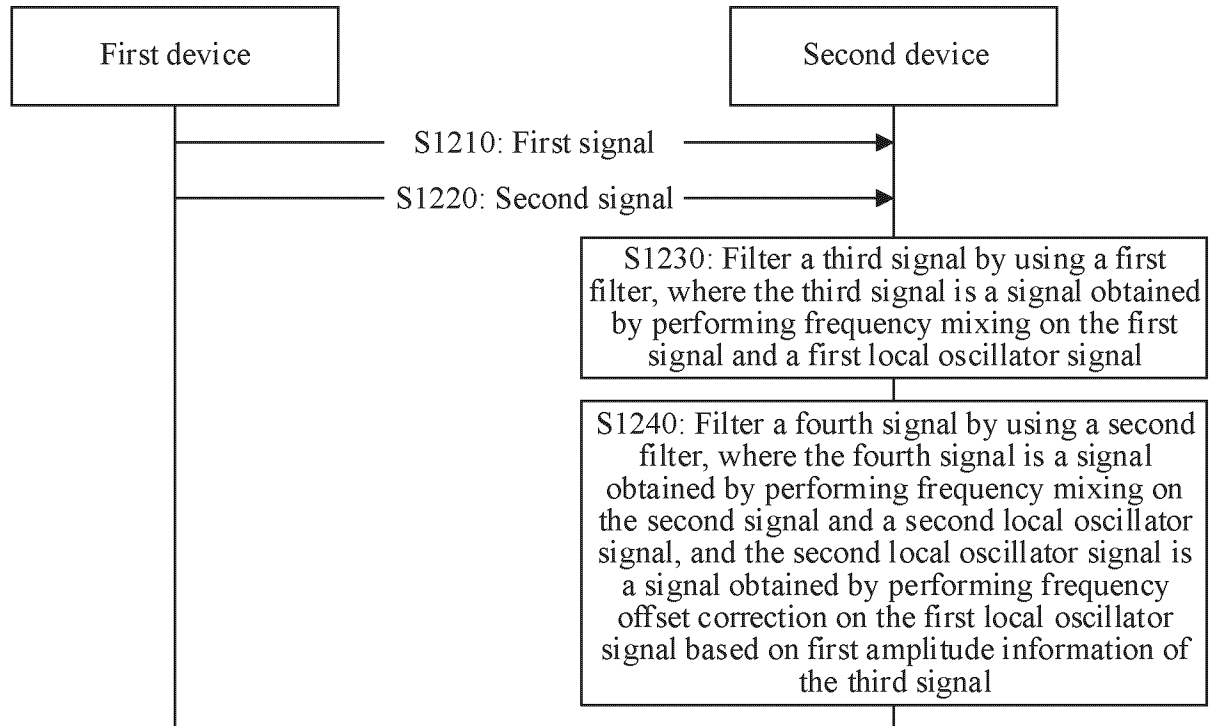 First device
Second device
S1210: First signal
S1220: Second signal
S1230: Filter a third signal by using a first
filter, where the third signal is a signal obtained
by performing frequency mixing on the first
signal and a first local oscillator signal
S1240: Filter a fourth signal by using a second
filter, where the fourth signal is a signal
obtained by performing frequency mixing on
the second signal and a second local oscillator
signal, and the second local oscillator signal is
a signal obtained by performing frequency
offset correction on the first local oscillator
signal based on first amplitude information of
the third signal